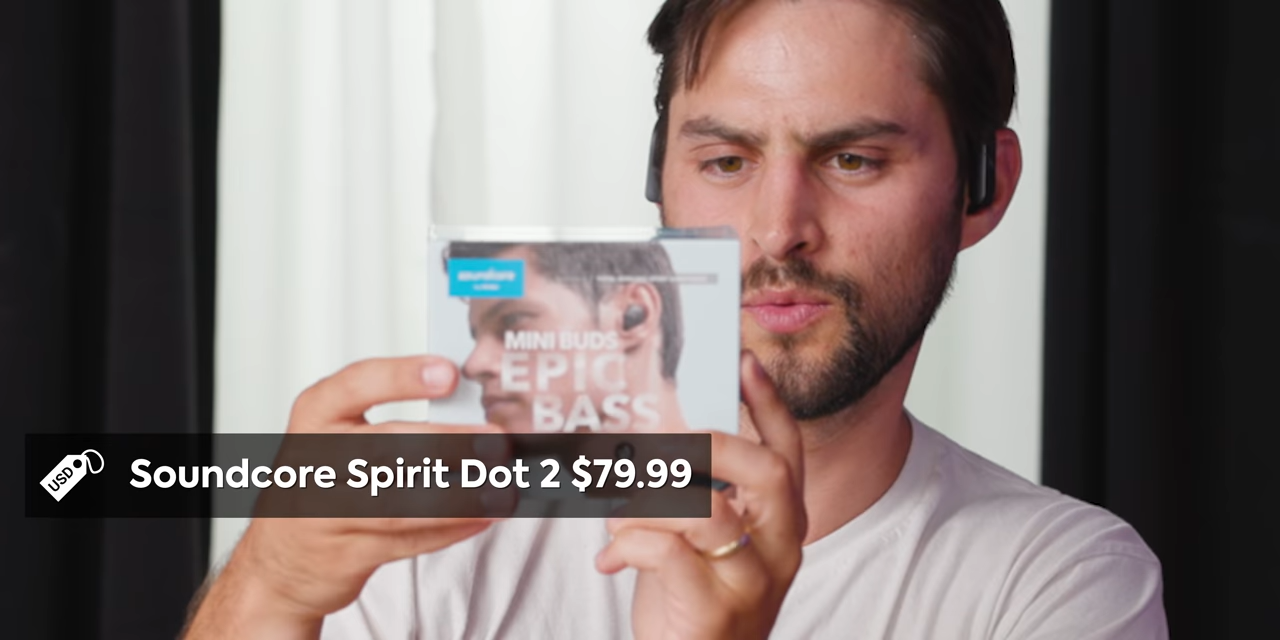 soundcore
MINI BUDS
EPIC
BASS
USD
Soundcore Spirit Dot 2 $79.99